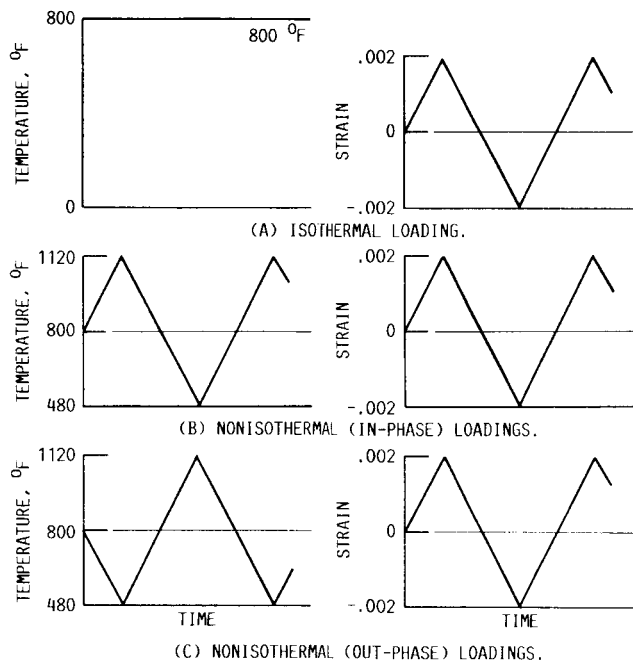 800
800 °F
TEMPERATURE, °F
0
.002
STRAIN
0
-.002
(A) ISOTHERMAL LOADING.
1120
TEMPERATURE, °F
800
480
.002
STRAIN
0
-.002
(B) NONISOTHERMAL (IN-PHASE) LOADINGS.
1120
TEMPERATURE, °F
800
480
TIME
.002
STRAIN
0
-.002
TIME
(C) NONISOTHERMAL (OUT-PHASE) LOADINGS.